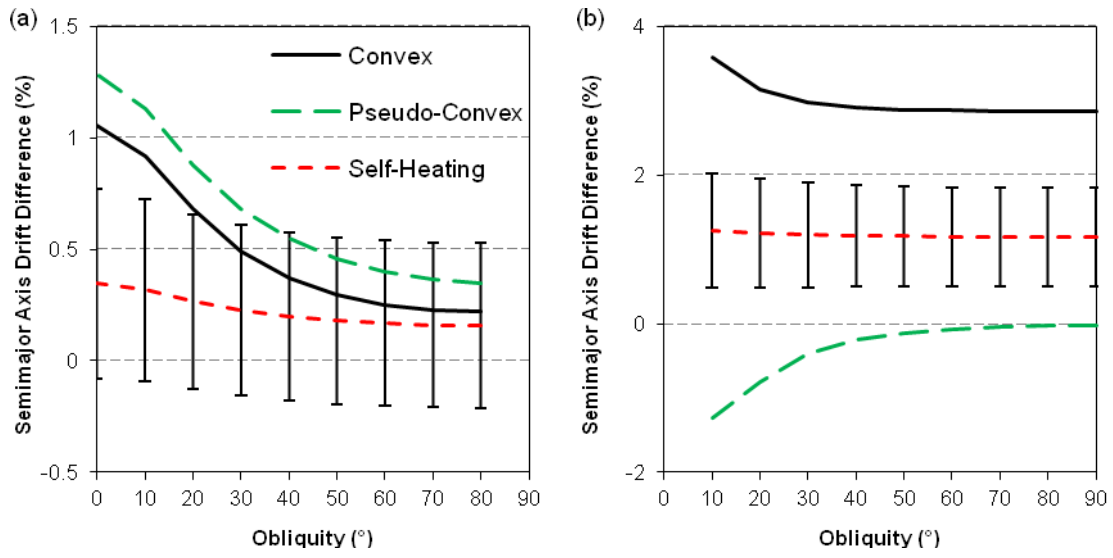 (a)
1.5
1
0.5
0
-0.5
Semimajor Axis Drift Difference (%)
Convex
Pseudo-Convex
Self-Heating
0 10 20 30 40 50 60 70 80 90
Obliquity (°)
(b)
4
2
0
-2
Semimajor Axis Drift Difference (%)
0 10 20 30 40 50 60 70 80 90
Obliquity (°)